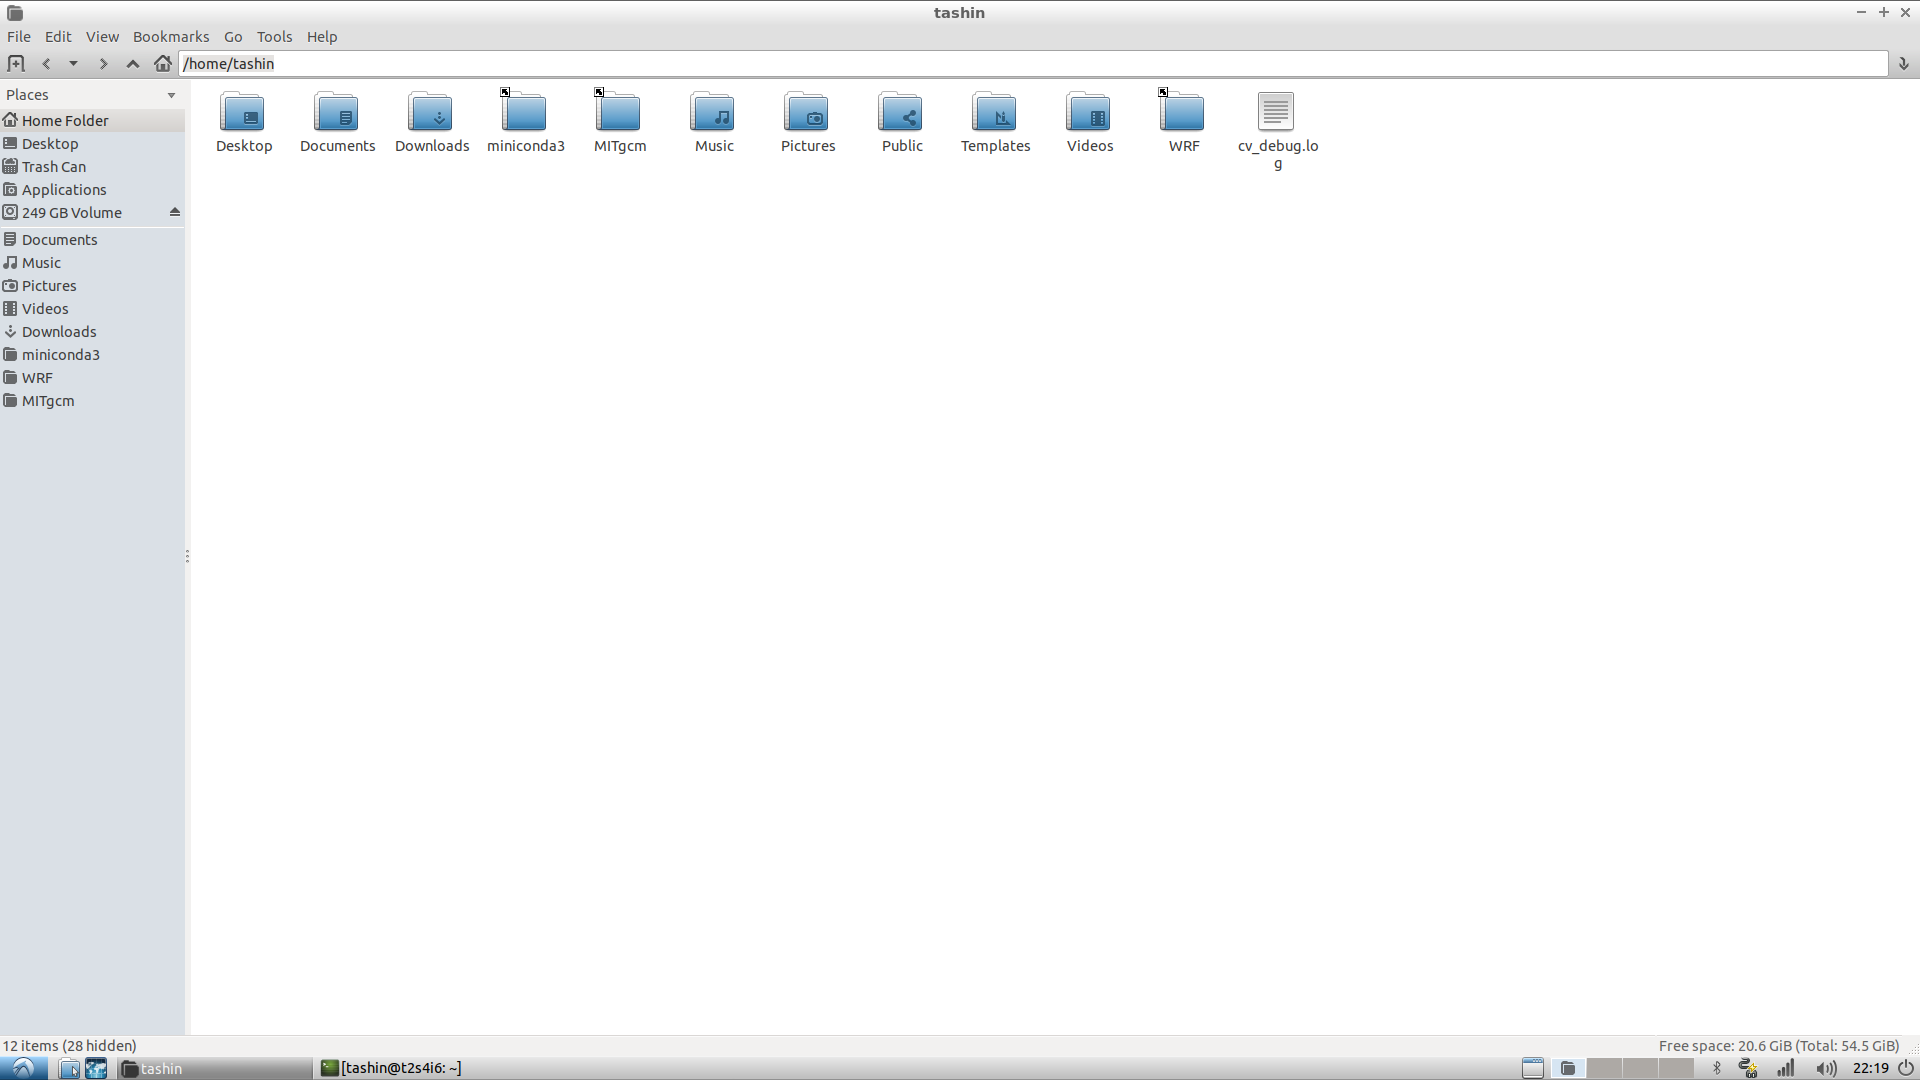 tashin
File Edit View Bookmarks Go Tools Help
/home/tashin
Places
Home Folder
Desktop
Trash Can
Applications
249 GB Volume
Documents
Music
Pictures
Videos
Downloads
miniconda3
WRF
MITgcm
Desktop Documents Downloads miniconda3 MITgcm Music Pictures Public Templates Videos WRF cv_debug.lo
g
12 items (28 hidden)
Free space: 20.6 GiB (Total: 54.5 GiB)
tashin
[tashin@t2s4i6: ~]
22:19